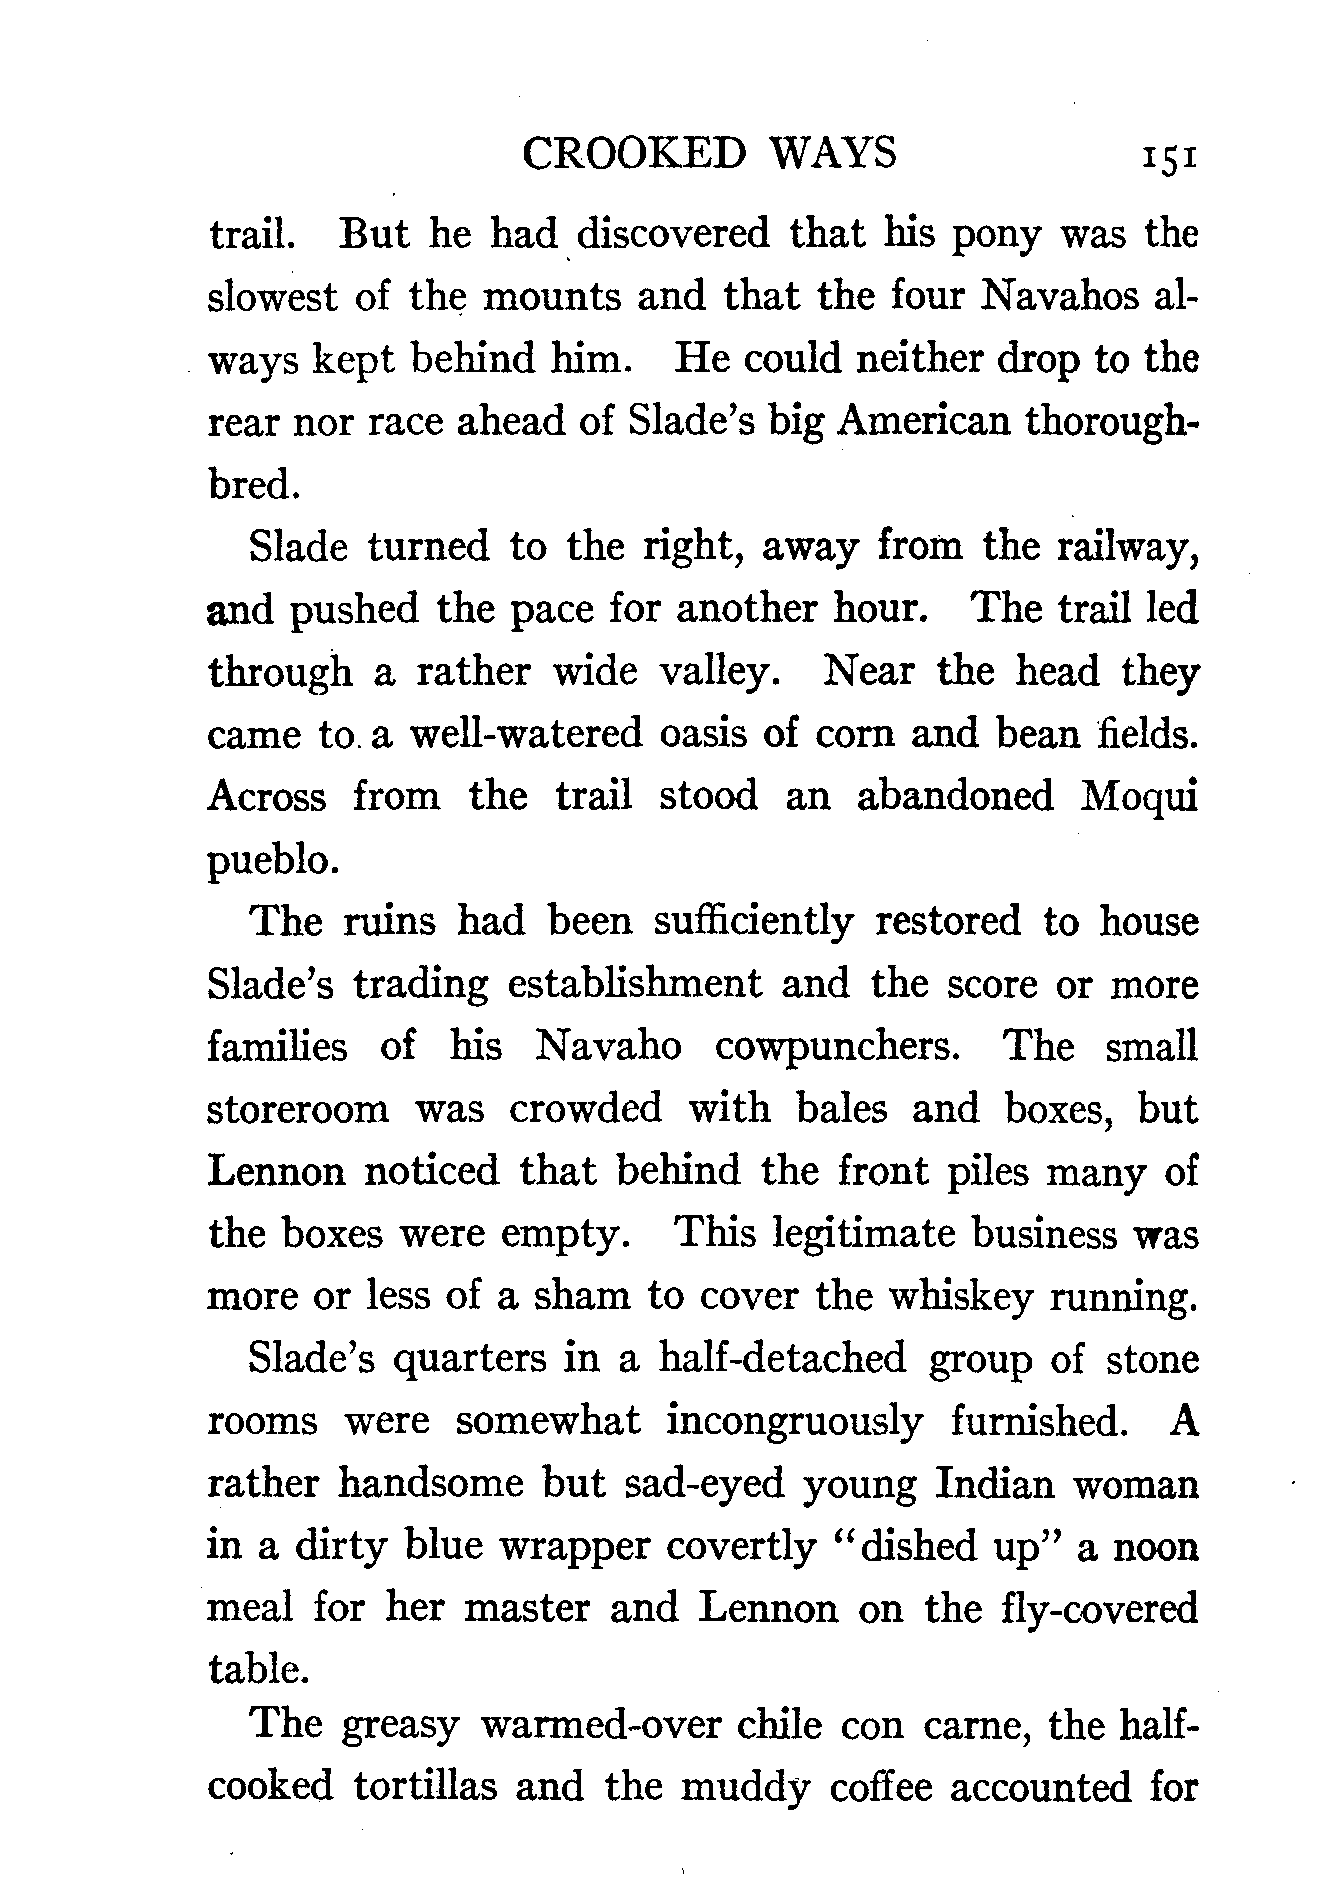 CROOKED WAYS 151
trail. But he had discovered that his pony was the
slowest of the mounts and that the four Navahos al-
ways kept behind him. He could neither drop to the
rear nor race ahead of Slade's big American thorough-
bred.
Slade turned to the right, away from the railway,
and pushed the pace for another hour. The trail led
through a rather wide valley. Near the head they
came to a well-watered oasis of corn and bean fields.
Across from the trail stood an abandoned Moqui
pueblo.
The ruins had been sufficiently restored to house
Slade's trading establishment and the score or more
families of his Navaho cowpunchers. The small
storeroom was crowded with bales and boxes, but
Lennon noticed that behind the front piles many of
the boxes were empty. This legitimate business was
more or less of a sham to cover the whiskey running.
Slade's quarters in a half-detached group of stone
rooms were somewhat incongruously furnished. A
rather handsome but sad-eyed young Indian woman
in a dirty blue wrapper covertly "dished up" a noon
meal for her master and Lennon on the fly-covered
table.
The greasy warmed-over chile con carne, the half-
cooked tortillas and the muddy coffee accounted for